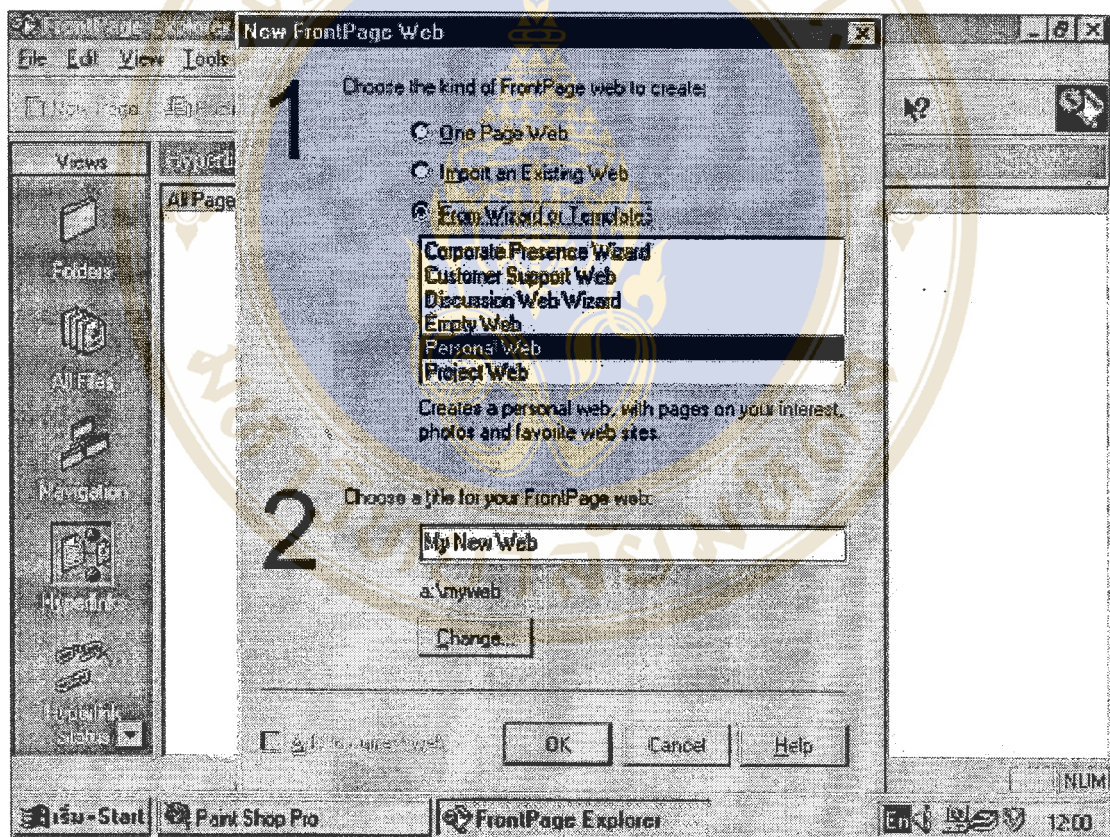 FrontPage Explorer
New FrontPage Web
File Edit View Tools
1
Choose the kind of FrontPage web to create:
One Page Web
Import an Existing Web
From Wizard or Template:
Corporate Presence Wizard
Customer Support Web
Discussion Web Wizard
Empty Web
Personal Web
Project Web
Creates a personal web, with pages on your interest,
photos and favorite web sites.
2
Choose a title for your FrontPage web:
My New Web
a:\myweb
Change...
OK
Cancel
Help
Views
Folders
All Files
Navigation
Hyperlinks
Hyperlink
Status
All Page
NUM
เริ่ม-Start
Paint Shop Pro
FrontPage Explorer
En
12:00